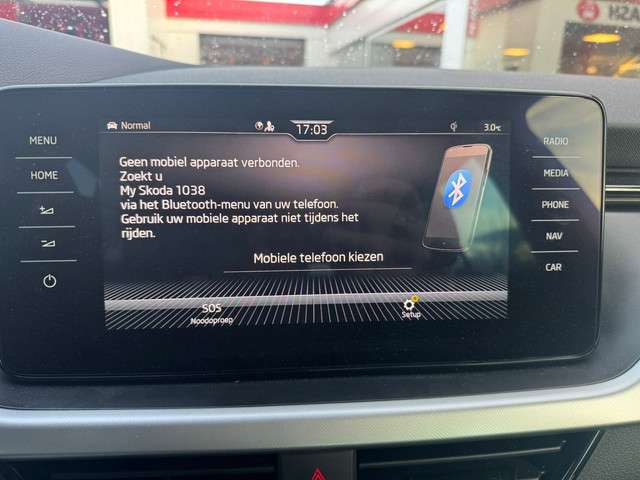 Normal
17:03
3.0°C
MENU
HOME
Geen mobiel apparaat verbonden.
Zoekt u
My Skoda 1038
via het Bluetooth-menu van uw telefoon.
Gebruik uw mobiele apparaat niet tijdens het
rijden.
Mobiele telefoon kiezen
SOS
Noodoproep
Setup
RADIO
MEDIA
PHONE
NAV
CAR